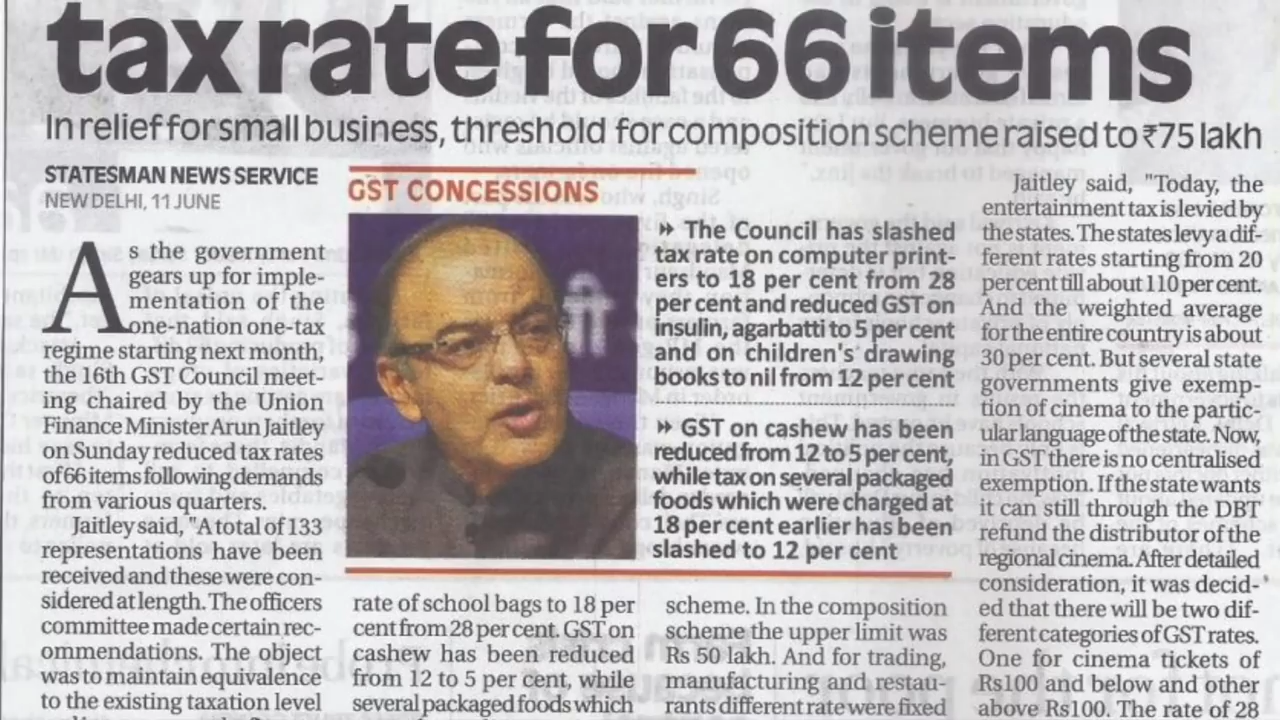 tax rate for 66 items
In relief for small business, threshold for composition scheme raised to ₹75 lakh
STATESMAN NEWS SERVICE
NEW DELHI, 11 JUNE
As the government
gears up for imple-
mentation of the
one-nation one-tax
regime starting next month,
the 16th GST Council meet-
ing chaired by the Union
Finance Minister Arun Jaitley
on Sunday reduced tax rates
of 66 items following demands
from various quarters.
Jaitley said, "A total of 133
representations have been
received and these were con-
sidered at length. The officers
committee made certain rec-
ommendations. The object
was to maintain equivalence
to the existing taxation level
GST CONCESSIONS
» The Council has slashed
tax rate on computer print-
ers to 18 per cent from 28
per cent and reduced GST on
insulin, agarbatti to 5 per cent
and on children's drawing
books to nil from 12 per cent
» GST on cashew has been
reduced from 12 to 5 per cent,
while tax on several packaged
foods which were charged at
18 per cent earlier has been
slashed to 12 per cent
rate of school bags to 18 per
cent from 28 per cent. GST on
cashew has been reduced
from 12 to 5 per cent, while
several packaged foods which
scheme. In the composition
scheme the upper limit was
Rs 50 lakh. And for trading,
manufacturing and restau-
rants different rate were fixed
Jaitley said, "Today, the
entertainment tax is levied by
the states. The states levy a dif-
ferent rates starting from 20
per cent till about 110 per cent.
And the weighted average
for the entire country is about
30 per cent. But several state
governments give exemp-
tion of cinema to the partic-
ular language of the state. Now,
in GST there is no centralised
exemption. If the state wants
it can still through the DBT
refund the distributor of the
regional cinema. After detailed
consideration, it was decid-
ed that there will be two dif-
ferent categories of GST rates.
One for cinema tickets of
Rs100 and below and other
above Rs100. The rate of 28